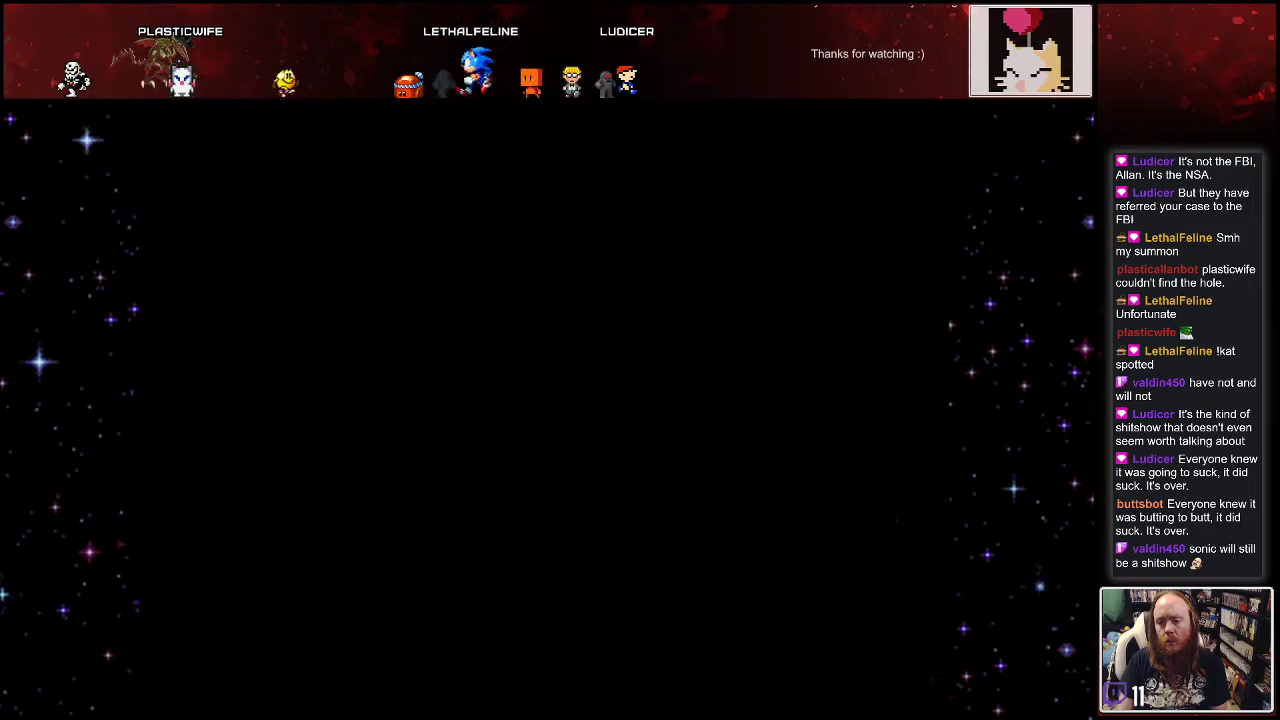 PLASTICWIFE
LETHALFELINE
LUDICER
Thanks for watching :)
Ludicer It's not the FBI,
Allan. It's the NSA.
Ludicer But they have
referred your case to the
FBI
LethalFeline Smh
my summon
plasticallanbot plasticwife
couldn't find the hole.
LethalFeline
Unfortunate
plasticwife
LethalFeline !kat
spotted
valdin450 have not and
will not
Ludicer It's the kind of
shitshow that doesn't even
seem worth talking about
Ludicer Everyone knew
it was going to suck, it did
suck. It's over.
buttsbot Everyone knew it
was butting to butt, it did
suck. It's over.
valdin450 sonic will still
be a shitshow
11